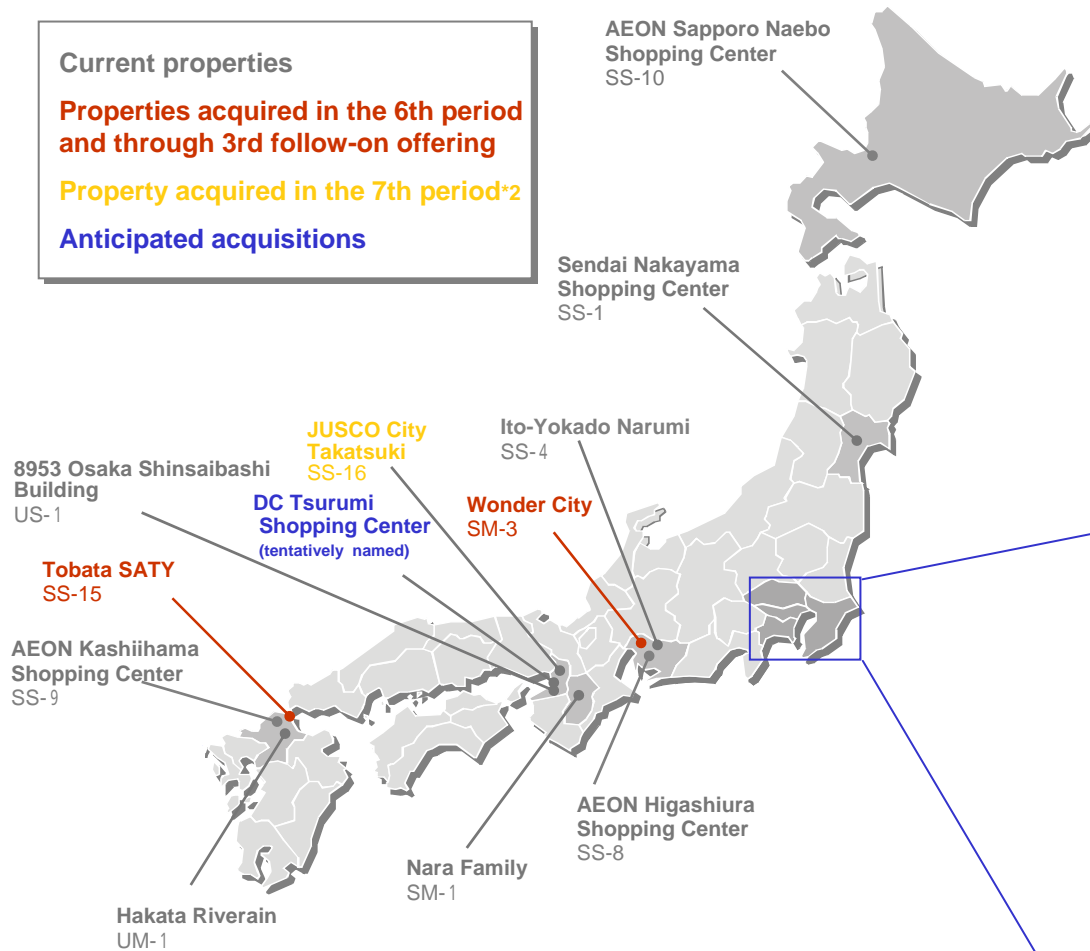 Current properties
Properties acquired in the 6th period
and through 3rd follow-on offering
Property acquired in the 7th period*2
Anticipated acquisitions
AEON Sapporo Naebo
Shopping Center
SS-10
Sendai Nakayama
Shopping Center
SS-1
JUSCO City
Takatsuki
SS-16
Ito-Yokado Narumi
SS-4
8953 Osaka Shinsaibashi
Building
US-1
DC Tsurumi
Shopping Center
(tentatively named)
Wonder City
SM-3
Tobata SATY
SS-15
AEON Kashiihama
Shopping Center
SS-9
AEON Higashiura
Shopping Center
SS-8
Nara Family
SM-1
Hakata Riverain
UM-1